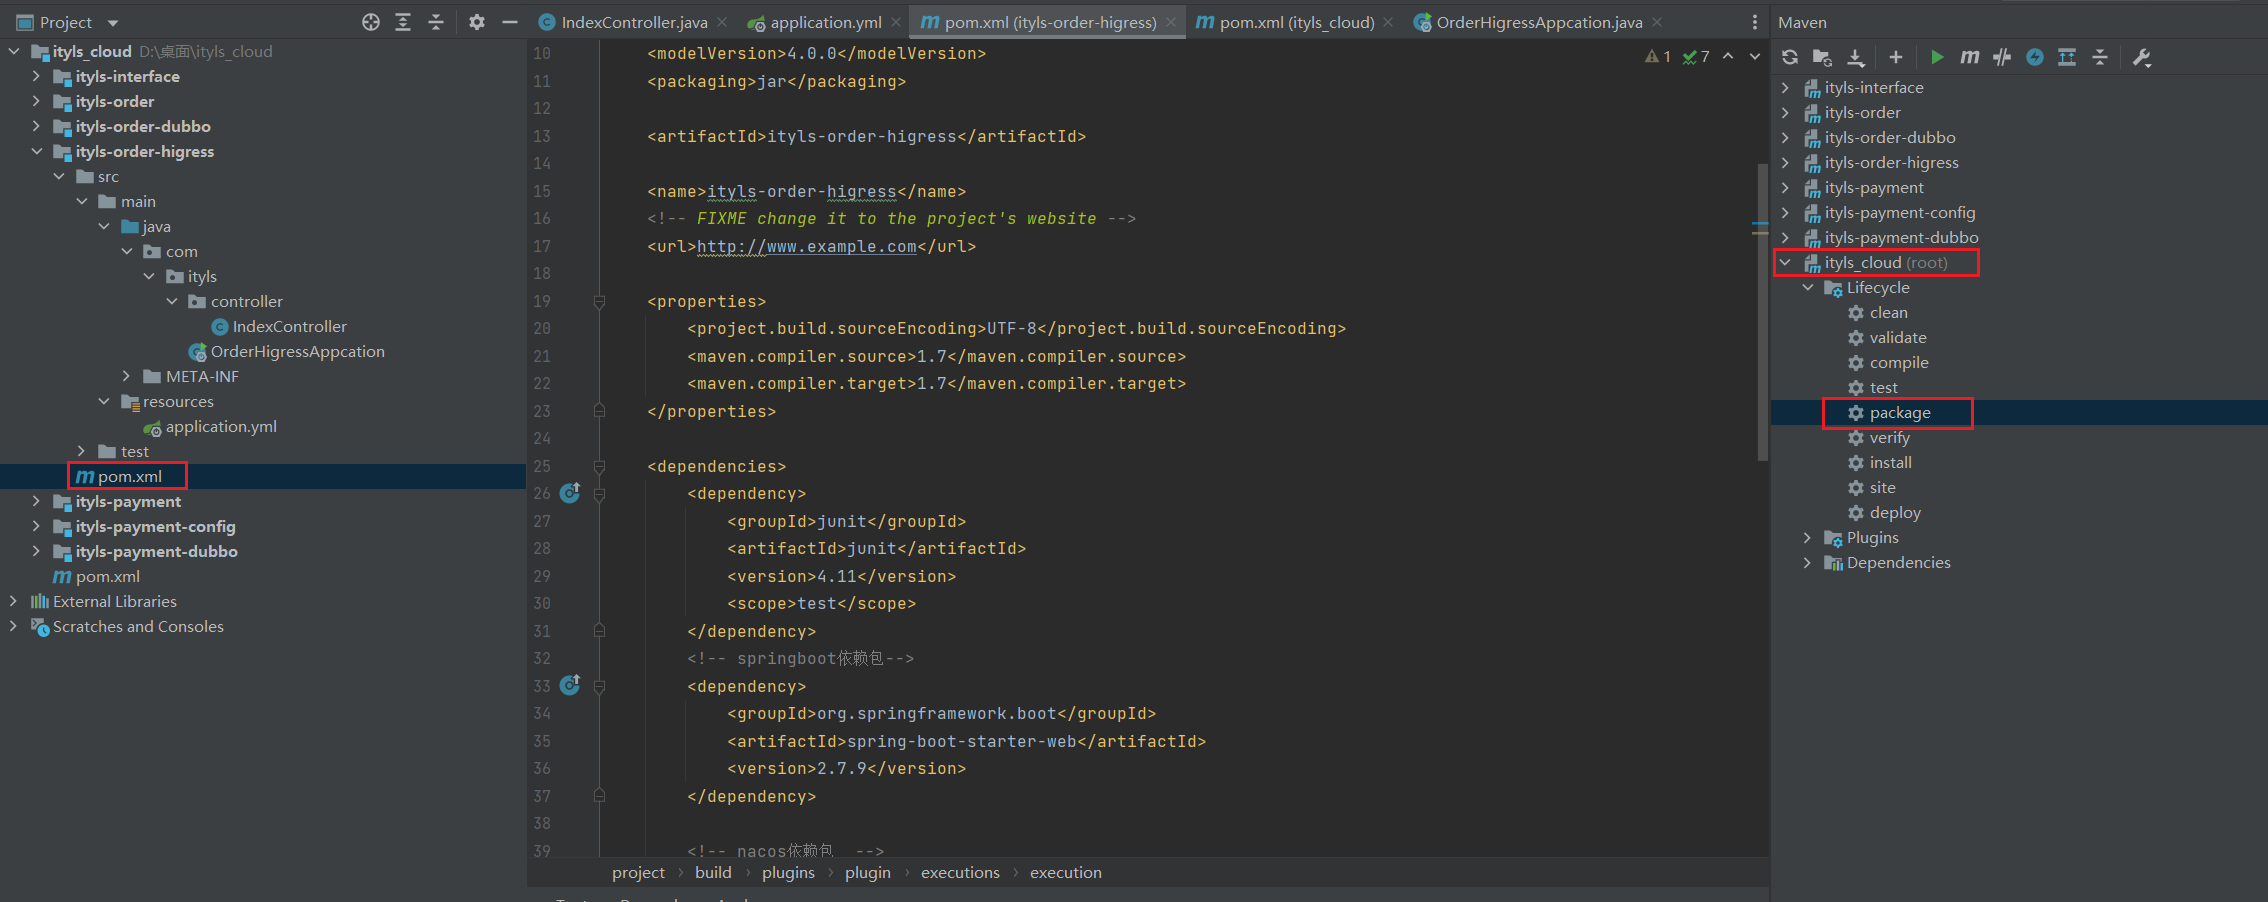 Project
ityls_cloud D:\桌面\ityls_cloud
ityls-interface
ityls-order
ityls-order-dubbo
ityls-order-higress
src
main
java
com
ityls
controller
IndexController
OrderHigressAppcation
META-INF
resources
application.yml
test
pom.xml
ityls-payment
ityls-payment-config
ityls-payment-dubbo
pom.xml
External Libraries
Scratches and Consoles
IndexController.java application.yml pom.xml (ityls-order-higress) pom.xml (ityls_cloud) OrderHigressAppcation.java
1 7
10 <modelVersion>4.0.0</modelVersion>
11 <packaging>jar</packaging>
12
13 <artifactId>ityls-order-higress</artifactId>
14
15 <name>ityls-order-higress</name>
16 <!-- FIXME change it to the project's website -->
17 <url>http://www.example.com</url>
18
19 <properties>
20 <project.build.sourceEncoding>UTF-8</project.build.sourceEncoding>
21 <maven.compiler.source>1.7</maven.compiler.source>
22 <maven.compiler.target>1.7</maven.compiler.target>
23 </properties>
24
25 <dependencies>
26 <dependency>
27 <groupId>junit</groupId>
28 <artifactId>junit</artifactId>
29 <version>4.11</version>
30 <scope>test</scope>
31 </dependency>
32 <!-- springboot依赖包-->
33 <dependency>
34 <groupId>org.springframework.boot</groupId>
35 <artifactId>spring-boot-starter-web</artifactId>
36 <version>2.7.9</version>
37 </dependency>
38
39 <!-- nacos依赖包 -->
project › build › plugins › plugin › executions › execution
Maven
ityls-interface
ityls-order
ityls-order-dubbo
ityls-order-higress
ityls-payment
ityls-payment-config
ityls-payment-dubbo
ityls_cloud (root)
Lifecycle
clean
validate
compile
test
package
verify
install
site
deploy
Plugins
Dependencies